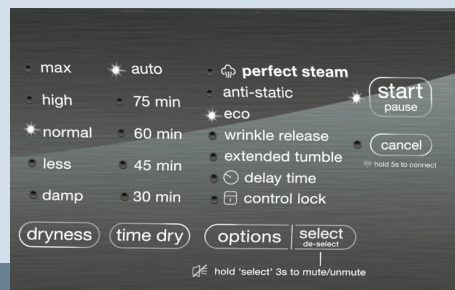 max
high
normal
less
damp
dryness
auto
75 min
60 min
45 min
30 min
time dry
perfect steam
anti-static
eco
wrinkle release
extended tumble
delay time
control lock
options
select
de-select
hold 'select' 3s to mute/unmute
start
pause
cancel
hold 5s to connect